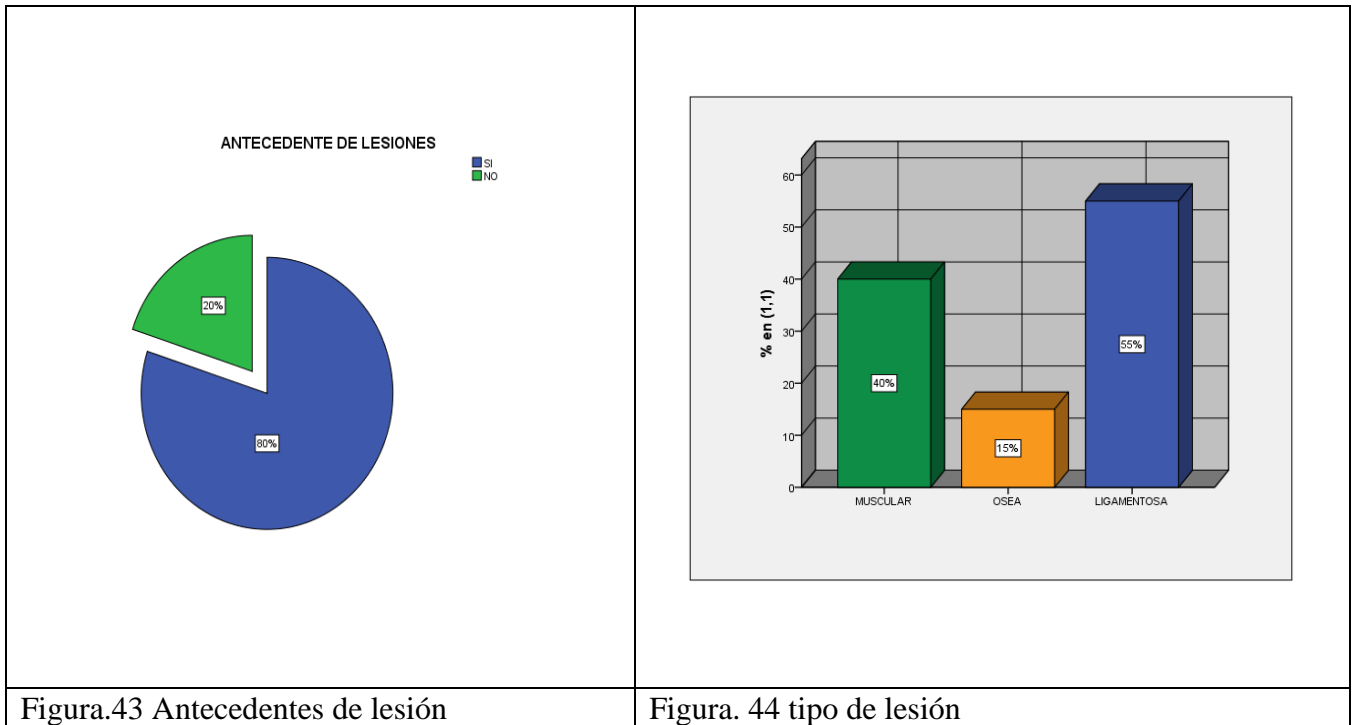 ANTECEDENTE DE LESIONES
SI
NO
20%
80%
Figura.43 Antecedentes de lesión
% en (1,1)
60
50
40
30
20
10
0
40%
15%
55%
MUSCULAR
OSEA
LIGAMENTOSA
Figura. 44 tipo de lesión